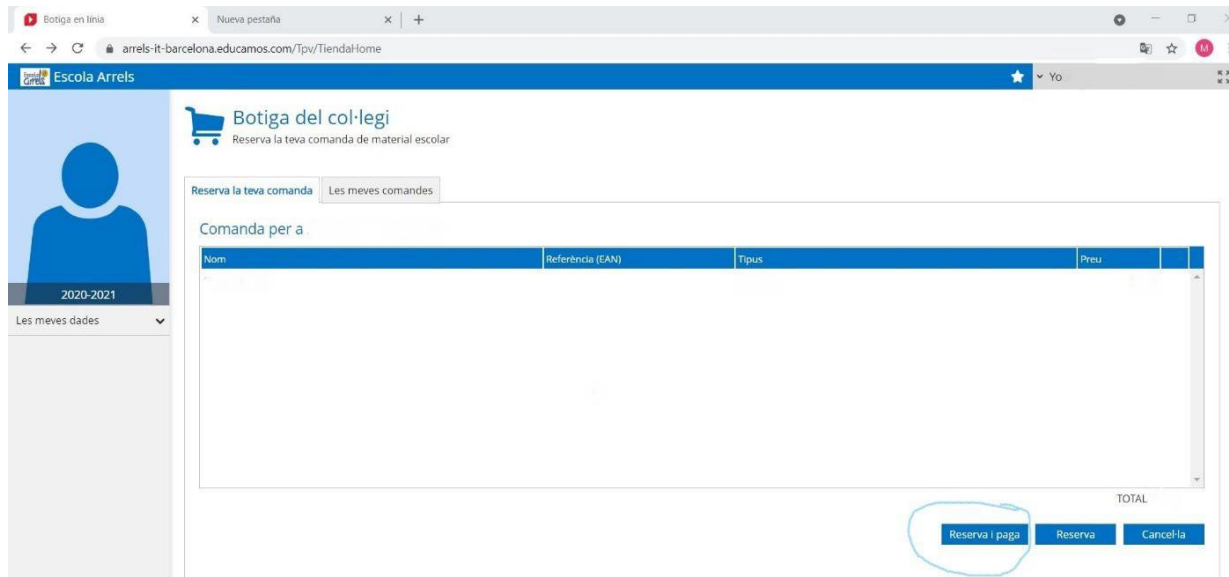 Botiga en línia
Nueva pestaña
arrels-it-barcelona.educamos.com/Tpv/TiendaHome
M
Escola Arrels
Yo
Botiga del col·legi
Reserva la teva comanda de material escolar
2020-2021
Les meves dades
Reserva la teva comanda
Les meves comandes
Comanda per a
Nom
Referència (EAN)
Tipus
Preu
TOTAL
Reserva i paga
Reserva
Cancel·la